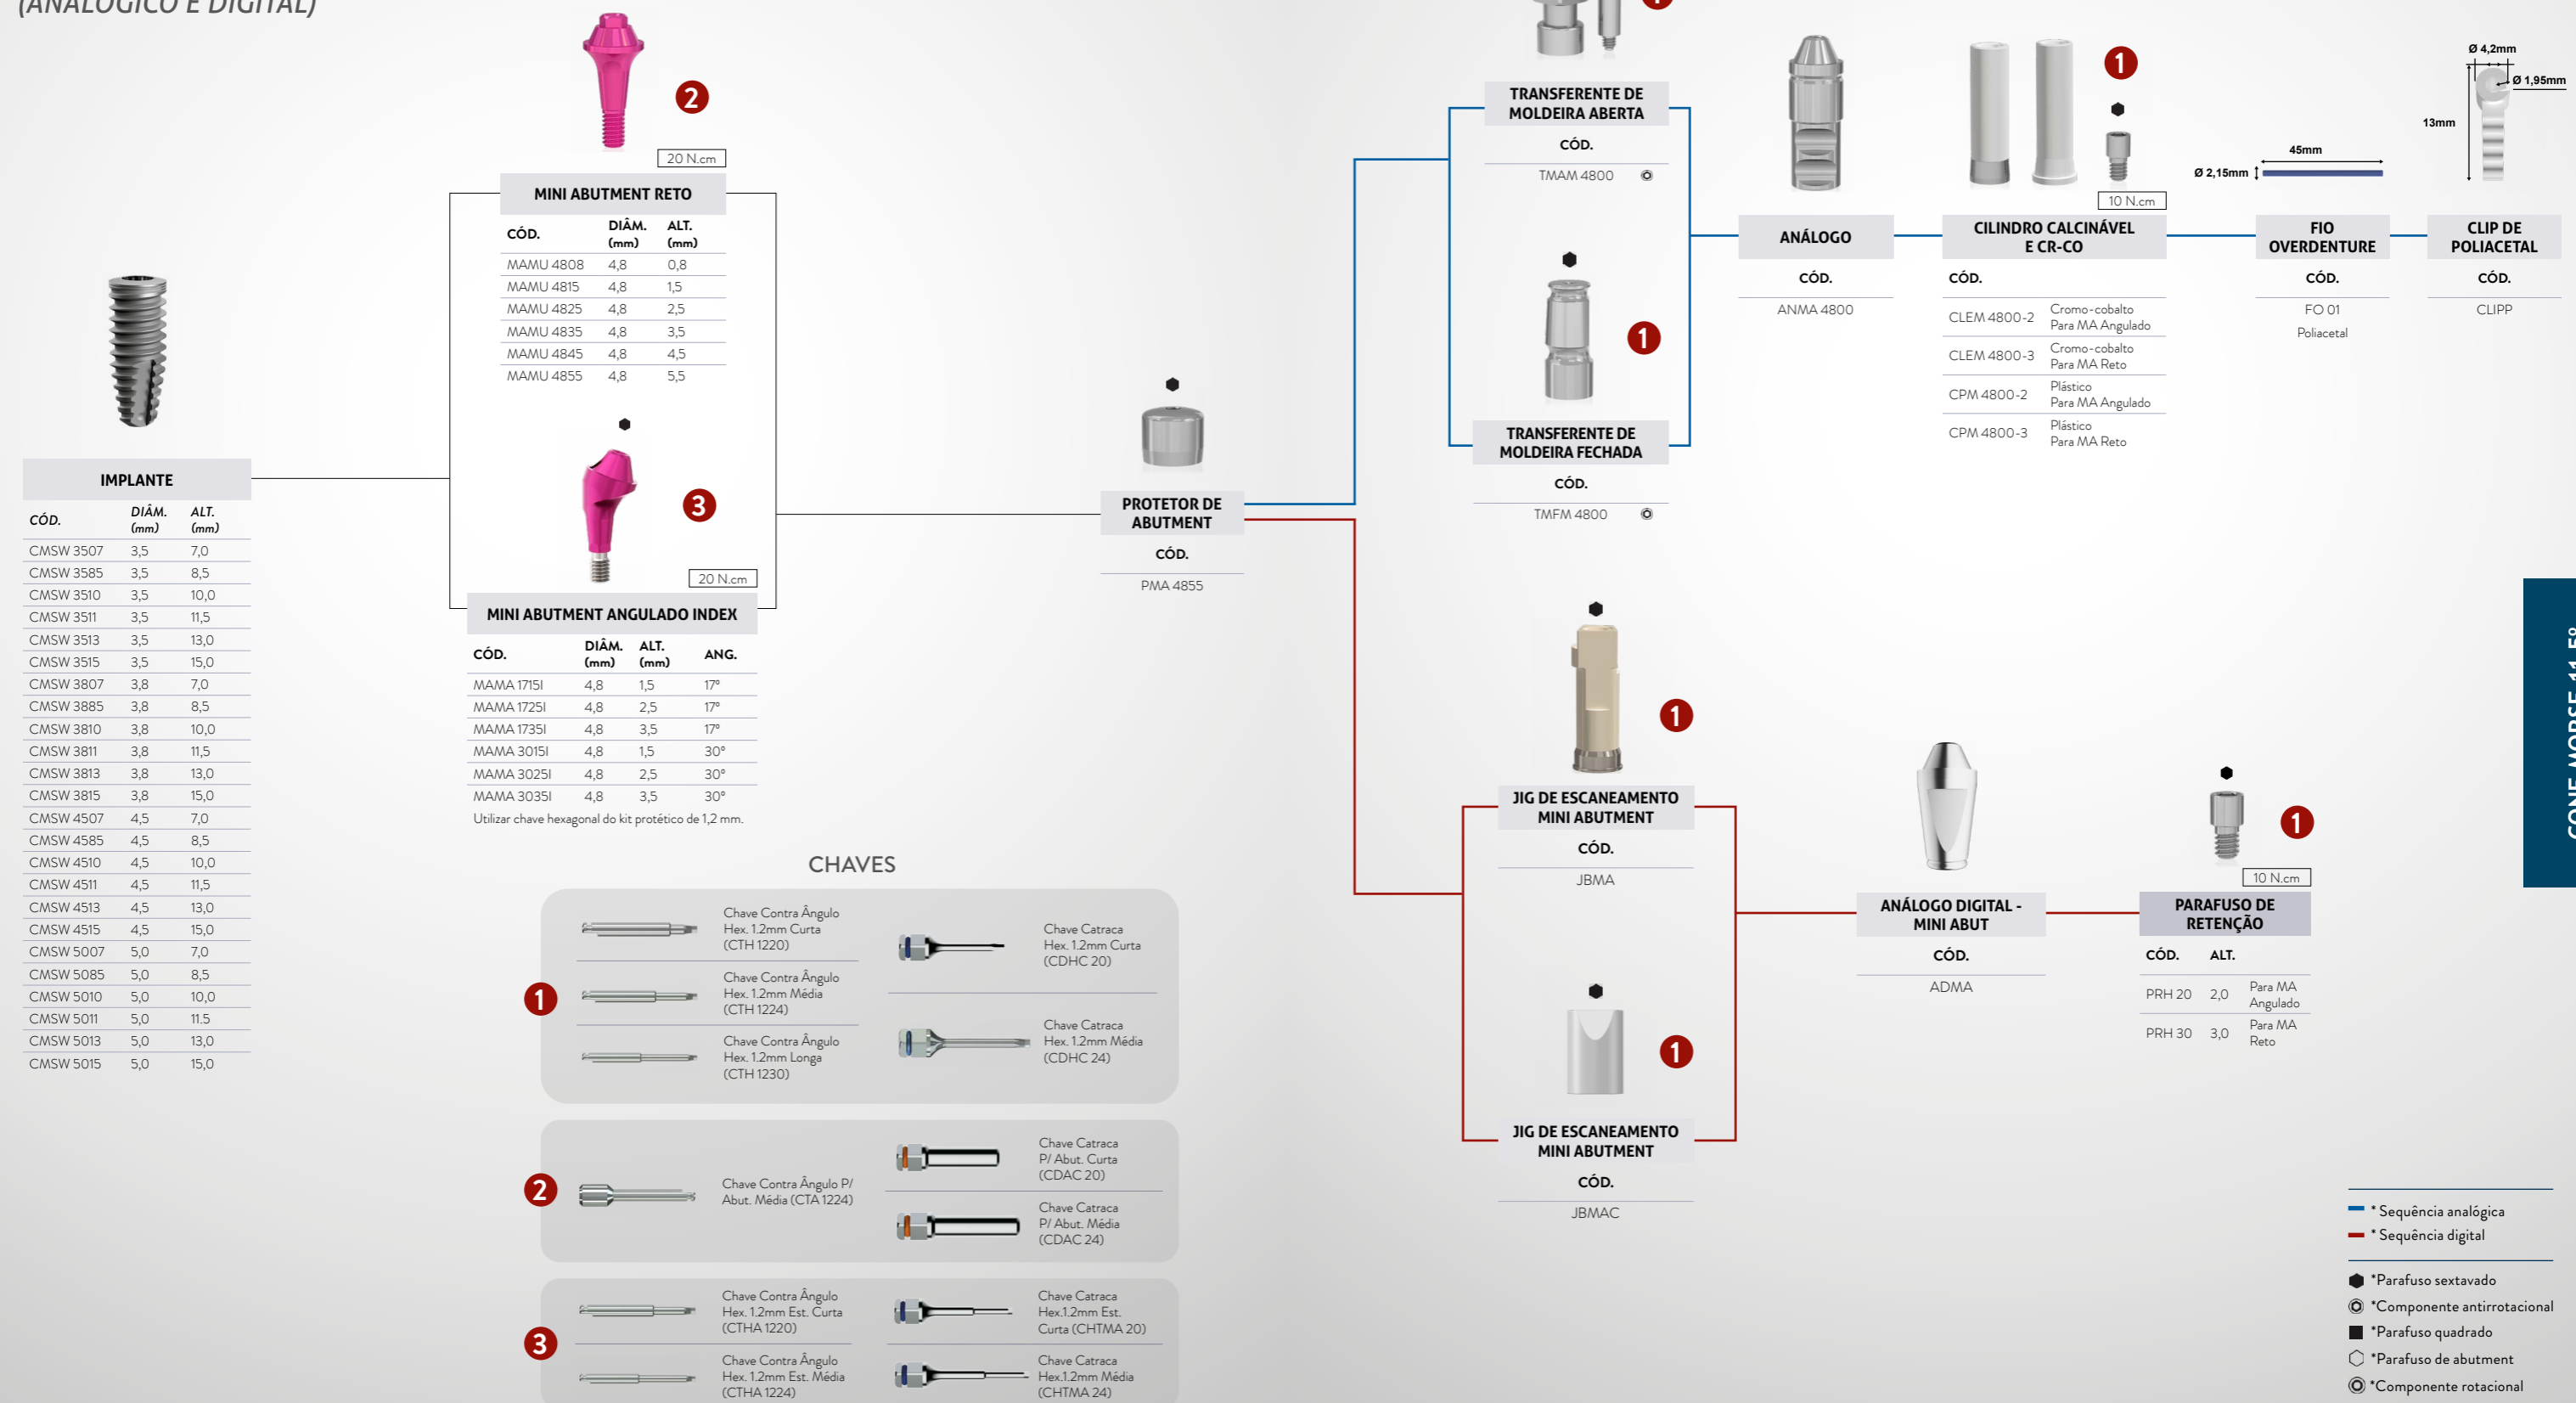 (ANALÓGICO E DIGITAL)
2
20 N.cm
MINI ABUTMENT RETO
CÓD. DIÂM. (mm) ALT. (mm)
MAMU 4808 4,8 0,8
MAMU 4815 4,8 1,5
MAMU 4825 4,8 2,5
MAMU 4835 4,8 3,5
MAMU 4845 4,8 4,5
MAMU 4855 4,8 5,5
IMPLANTE
CÓD. DIÂM. (mm) ALT. (mm)
CMSW 3507 3,5 7,0
CMSW 3585 3,5 8,5
CMSW 3510 3,5 10,0
CMSW 3511 3,5 11,5
CMSW 3513 3,5 13,0
CMSW 3515 3,5 15,0
CMSW 3807 3,8 7,0
CMSW 3885 3,8 8,5
CMSW 3810 3,8 10,0
CMSW 3811 3,8 11,5
CMSW 3813 3,8 13,0
CMSW 3815 3,8 15,0
CMSW 4507 4,5 7,0
CMSW 4585 4,5 8,5
CMSW 4510 4,5 10,0
CMSW 4511 4,5 11,5
CMSW 4513 4,5 13,0
CMSW 4515 4,5 15,0
CMSW 5007 5,0 7,0
CMSW 5085 5,0 8,5
CMSW 5010 5,0 10,0
CMSW 5011 5,0 11.5
CMSW 5013 5,0 13,0
CMSW 5015 5,0 15,0
3
20 N.cm
MINI ABUTMENT ANGULADO INDEX
CÓD. DIÂM. (mm) ALT. (mm) ANG.
MAMA 1715I 4,8 1,5 17º
MAMA 1725I 4,8 2,5 17º
MAMA 1735I 4,8 3,5 17º
MAMA 3015I 4,8 1,5 30º
MAMA 3025I 4,8 2,5 30º
MAMA 3035I 4,8 3,5 30º
Utilizar chave hexagonal do kit protético de 1,2 mm.
CHAVES
1
Chave Contra Ângulo
Hex. 1.2mm Curta
(CTH 1220)
Chave Contra Ângulo
Hex. 1.2mm Média
(CTH 1224)
Chave Contra Ângulo
Hex. 1.2mm Longa
(CTH 1230)
Chave Catraca
Hex. 1.2mm Curta
(CDHC 20)
Chave Catraca
Hex. 1.2mm Média
(CDHC 24)
2
Chave Contra Ângulo P/
Abut. Média (CTA 1224)
Chave Catraca
P/ Abut. Curta
(CDAC 20)
Chave Catraca
P/ Abut. Média
(CDAC 24)
3
Chave Contra Ângulo
Hex. 1.2mm Est. Curta
(CTHA 1220)
Chave Contra Ângulo
Hex. 1.2mm Est. Média
(CTHA 1224)
Chave Catraca
Hex.1.2mm Est.
Curta (CHTMA 20)
Chave Catraca
Hex.1.2mm Média
(CHTMA 24)
PROTETOR DE
ABUTMENT
CÓD.
PMA 4855
TRANSFERENTE DE
MOLDEIRA ABERTA
CÓD.
TMAM 4800
1
TRANSFERENTE DE
MOLDEIRA FECHADA
CÓD.
TMFM 4800
ANÁLOGO
CÓD.
ANMA 4800
1
10 N.cm
CILINDRO CALCINÁVEL
E CR-CO
CÓD.
CLEM 4800-2 Cromo-cobalto
Para MA Angulado
CLEM 4800-3 Cromo-cobalto
Para MA Reto
CPM 4800-2 Plástico
Para MA Angulado
CPM 4800-3 Plástico
Para MA Reto
45mm
Ø 2,15mm
FIO
OVERDENTURE
CÓD.
FO 01
Poliacetal
Ø 4,2mm
Ø 1,95mm
13mm
CLIP DE
POLIACETAL
CÓD.
CLIPP
1
JIG DE ESCANEAMENTO
MINI ABUTMENT
CÓD.
JBMA
1
JIG DE ESCANEAMENTO
MINI ABUTMENT
CÓD.
JBMAC
ANÁLOGO DIGITAL -
MINI ABUT
CÓD.
ADMA
1
10 N.cm
PARAFUSO DE
RETENÇÃO
CÓD. ALT.
PRH 20 2,0 Para MA
Angulado
PRH 30 3,0 Para MA
Reto
CONE MORSE 11,5º
* Sequência analógica
* Sequência digital
*Parafuso sextavado
*Componente antirrotacional
*Parafuso quadrado
*Parafuso de abutment
*Componente rotacional